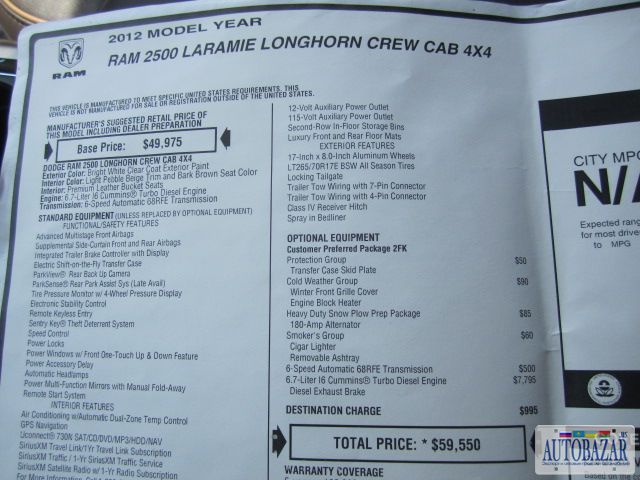 2012 MODEL YEAR
RAM 2500 LARAMIE LONGHORN CREW CAB 4X4
RAM
THIS VEHICLE IS MANUFACTURED TO MEET SPECIFIC UNITED STATES REQUIREMENTS. THIS
VEHICLE IS NOT MANUFACTURED FOR SALE OR REGISTRATION OUTSIDE OF THE UNITED STATES.
MANUFACTURER'S SUGGESTED RETAIL PRICE OF
THIS MODEL INCLUDING DEALER PREPARATION
Base Price: $49,975
DODGE RAM 2500 LONGHORN CREW CAB 4X4
Exterior Color: Bright White Clear Coat Exterior Paint
Interior Color: Light Pebble Beige Trim and Bark Brown Seat Color
Interior: Premium Leather Bucket Seats
Engine: 6.7-Liter I6 Cummins® Turbo Diesel Engine
Transmission: 6-Speed Automatic 68RFE Transmission
STANDARD EQUIPMENT (UNLESS REPLACED BY OPTIONAL EQUIPMENT)
FUNCTIONAL/SAFETY FEATURES
Advanced Multistage Front Airbags
Supplemental Side-Curtain Front and Rear Airbags
Integrated Trailer Brake Controller with Display
Electric Shift-on-the-Fly Transfer Case
ParkView® Rear Back Up Camera
ParkSense® Rear Park Assist Sys (Late Avail)
Tire Pressure Monitor w/ 4-Wheel Pressure Display
Electronic Stability Control
Remote Keyless Entry
Sentry Key® Theft Deterrent System
Speed Control
Power Locks
Power Windows w/ Front One-Touch Up & Down Feature
Power Accessory Delay
Automatic Headlamps
Power Multi-Function Mirrors with Manual Fold-Away
Remote Start System
INTERIOR FEATURES
Air Conditioning w/Automatic Dual-Zone Temp Control
GPS Navigation
Uconnect® 730N SAT/CD/DVD/MP3/HDD/NAV
SiriusXM Travel Link/1Yr Travel Link Subscription
SiriusXM Traffic / 1-Yr SiriusXM Traffic Service
SiriusXM Satellite Radio w/ 1-Yr Radio Subscription
12-Volt Auxiliary Power Outlet
115-Volt Auxiliary Power Outlet
Second-Row In-Floor Storage Bins
Luxury Front and Rear Floor Mats
EXTERIOR FEATURES
17-Inch x 8.0-Inch Aluminum Wheels
LT265/70R17E BSW All Season Tires
Locking Tailgate
Trailer Tow Wiring with 7-Pin Connector
Trailer Tow Wiring with 4-Pin Connector
Class IV Receiver Hitch
Spray in Bedliner
OPTIONAL EQUIPMENT
Customer Preferred Package 2FK
Protection Group $50
Transfer Case Skid Plate
Cold Weather Group $90
Winter Front Grille Cover
Engine Block Heater
Heavy Duty Snow Plow Prep Package $85
180-Amp Alternator
Smoker's Group $60
Cigar Lighter
Removable Ashtray
6-Speed Automatic 68RFE Transmission $500
6.7-Liter I6 Cummins® Turbo Diesel Engine $7,795
Diesel Exhaust Brake
DESTINATION CHARGE $995
TOTAL PRICE: * $59,550
WARRANTY COVERAGE
CITY MPG
N/
Expected rang
for most driver
to MPG
AUTOBAZAR